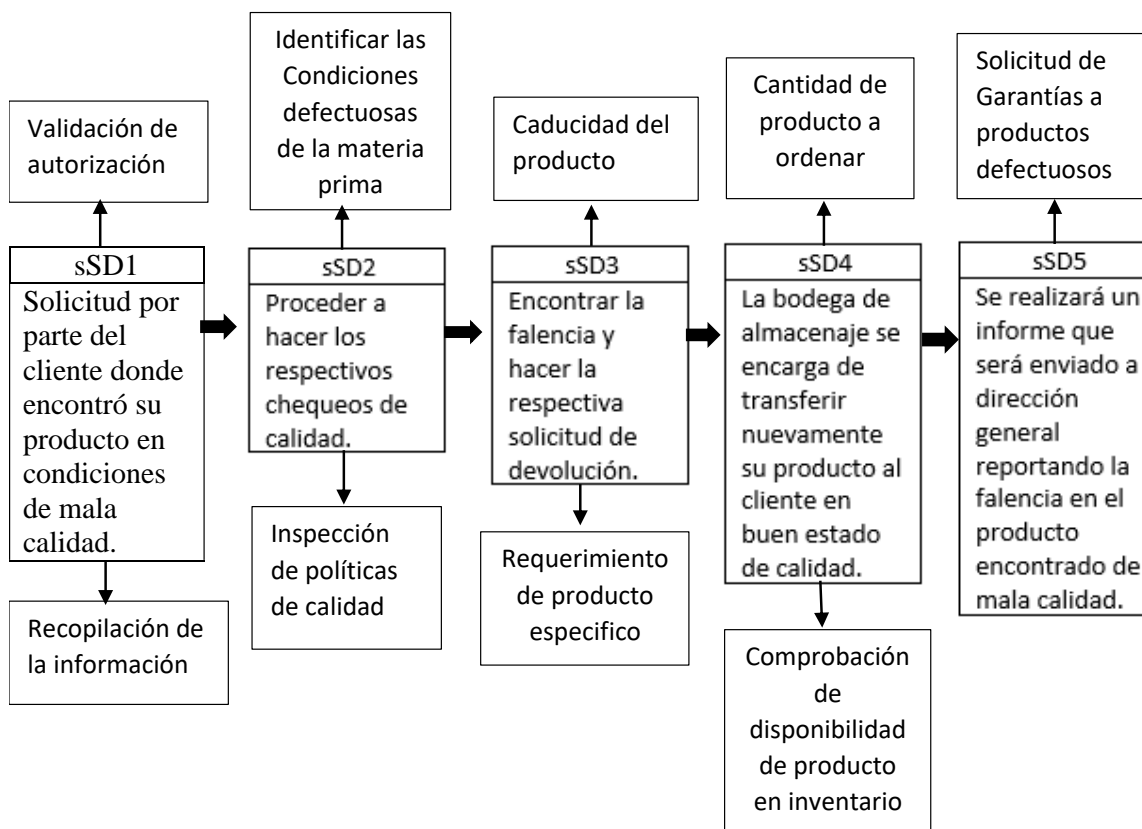 Validación de
autorización
Identificar las
Condiciones
defectuosas
de la materia
prima
Caducidad del
producto
Cantidad de
producto a
ordenar
Solicitud de
Garantías a
productos
defectuosos
sSD1
Solicitud por
parte del
cliente donde
encontró su
producto en
condiciones
de mala
calidad.
sSD2
Proceder a
hacer los
respectivos
chequeos de
calidad.
sSD3
Encontrar la
falencia y
hacer la
respectiva
solicitud de
devolución.
sSD4
La bodega de
almacenaje se
encarga de
transferir
nuevamente
su producto al
cliente en
buen estado
de calidad.
sSD5
Se realizará un
informe que
será enviado a
dirección
general
reportando la
falencia en el
producto
encontrado de
mala calidad.
Recopilación de
la información
Inspección
de políticas
de calidad
Requerimiento
de producto
especifico
Comprobación
de
disponibilidad
de producto
en inventario